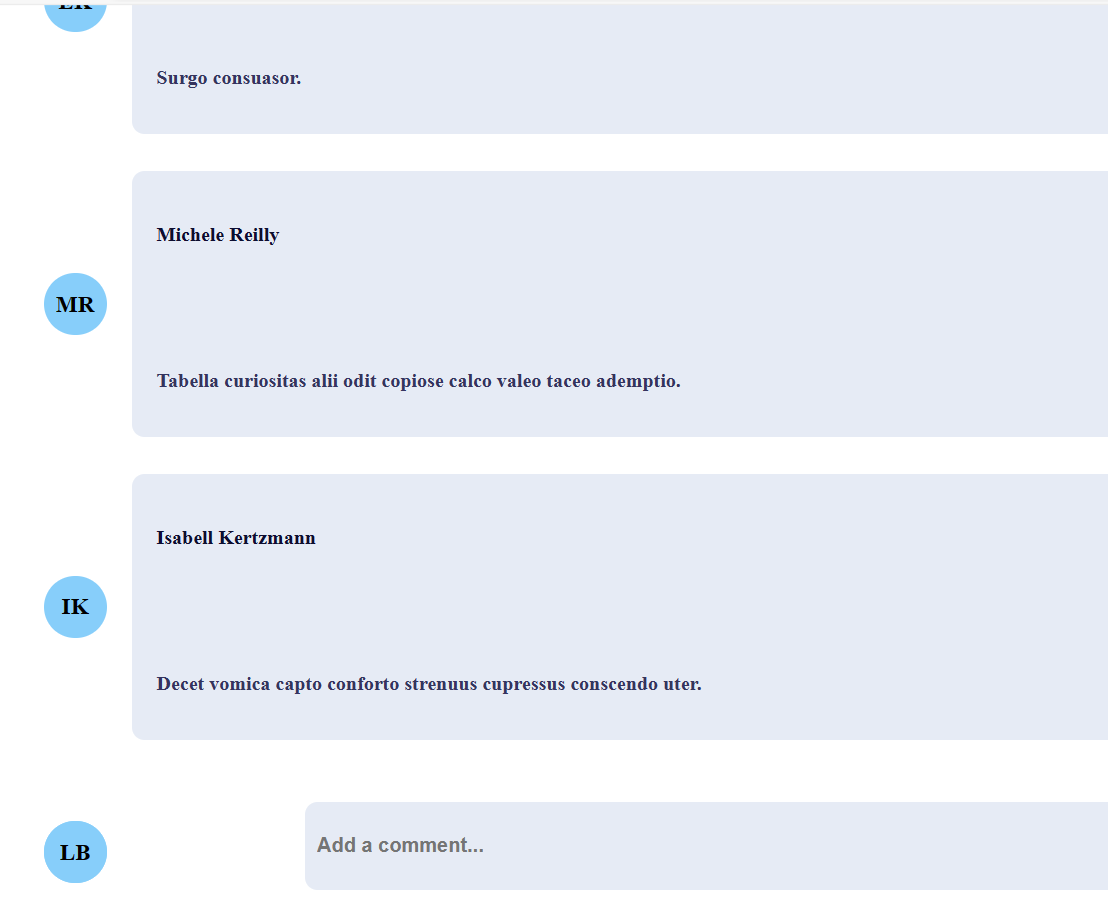 Surgo consuasor.
Michele Reilly
MR
Tabella curiositas alii odit copiose calco valeo taceo ademptio.
Isabell Kertzmann
IK
Decet vomica capto conforto strenuus cupressus conscendo uter.
LB
Add a comment...